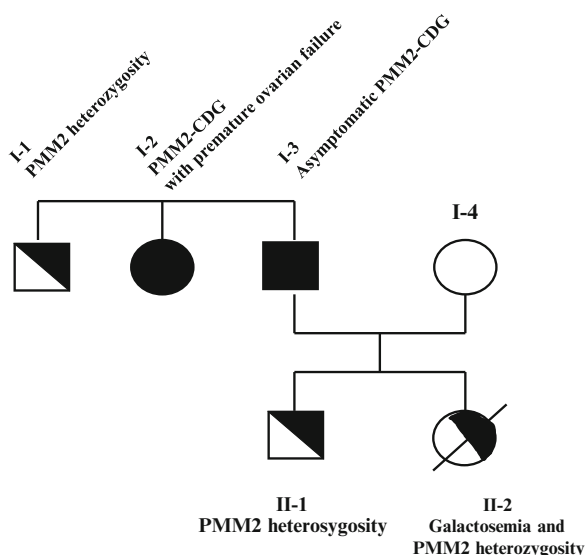 I-1
PMM2 heterozygosity
I-2
PMM2-CDG
with premature ovarian failure
I-3
Asymptomatic PMM2-CDG
I-4
II-1
PMM2 heterosygosity
II-2
Galactosemia and
PMM2 heterozygosity